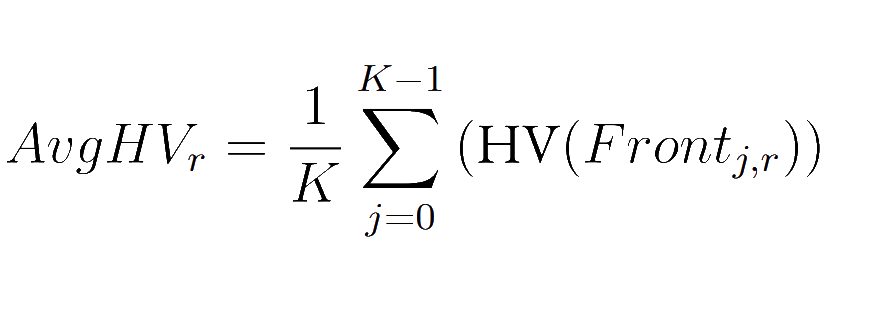 $AvgHV_r = \frac{1}{K} \sum_{j=0}^{K-1} (\mathrm{HV}(Front_{j,r}))$